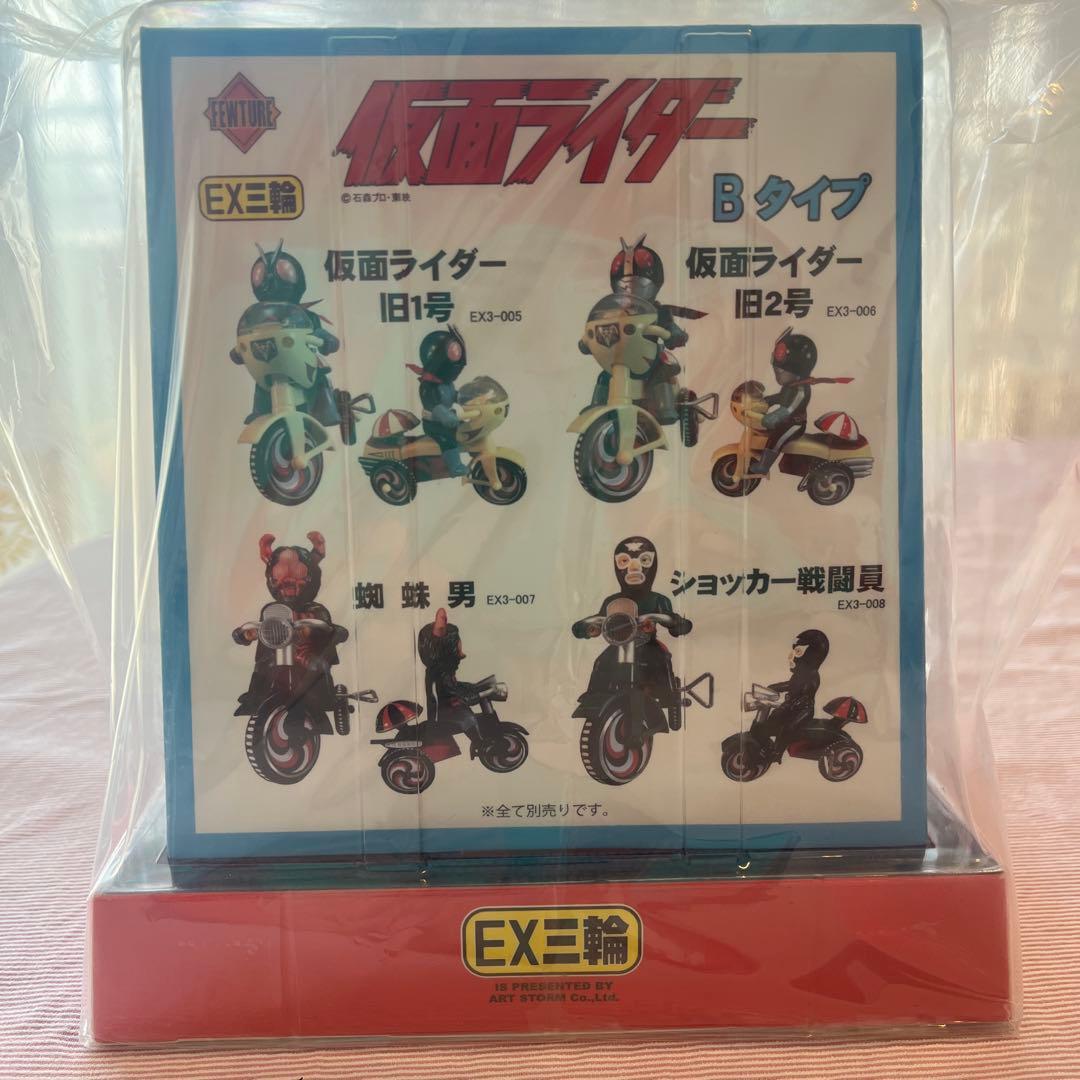 FEWTURE
仮面ライダー
©石森プロ・東映
EX三輪
Bタイプ
仮面ライダー
旧1号 EX3-005
仮面ライダー
旧2号 EX3-006
蜘蛛男 EX3-007
ショッカー戦闘員
EX3-008
※全て別売りです。
EX三輪
IS PRESENTED BY
ART STORM Co.,Ltd.